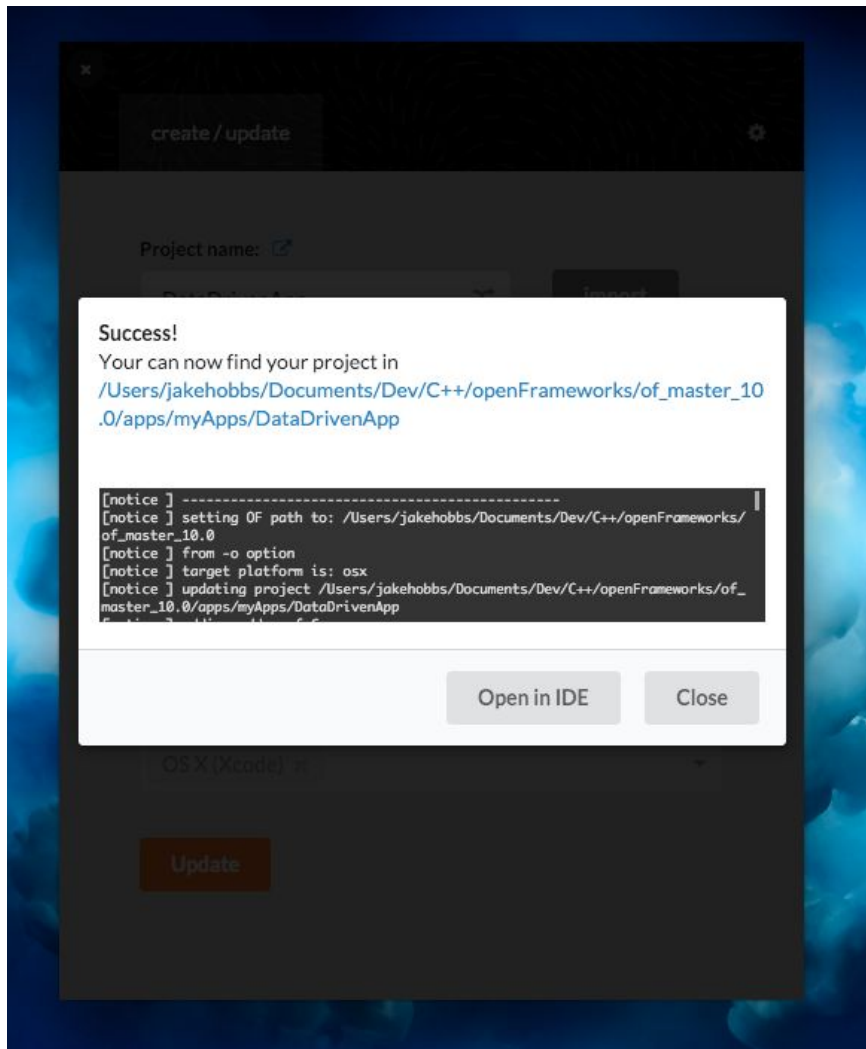 create / update
Project name:
DataDrivenApp
import
Success!
Your can now find your project in
/Users/jakehobbs/Documents/Dev/C++/openFrameworks/of_master_10
.0/apps/myApps/DataDrivenApp
[notice ] -----------------------------------------------
[notice ] setting OF path to: /Users/jakehobbs/Documents/Dev/C++/openFrameworks/
of_master_10.0
[notice ] from -o option
[notice ] target platform is: osx
[notice ] updating project /Users/jakehobbs/Documents/Dev/C++/openFrameworks/of_
master_10.0/apps/myApps/DataDrivenApp
Open in IDE
Close
OS X (Xcode)
Update